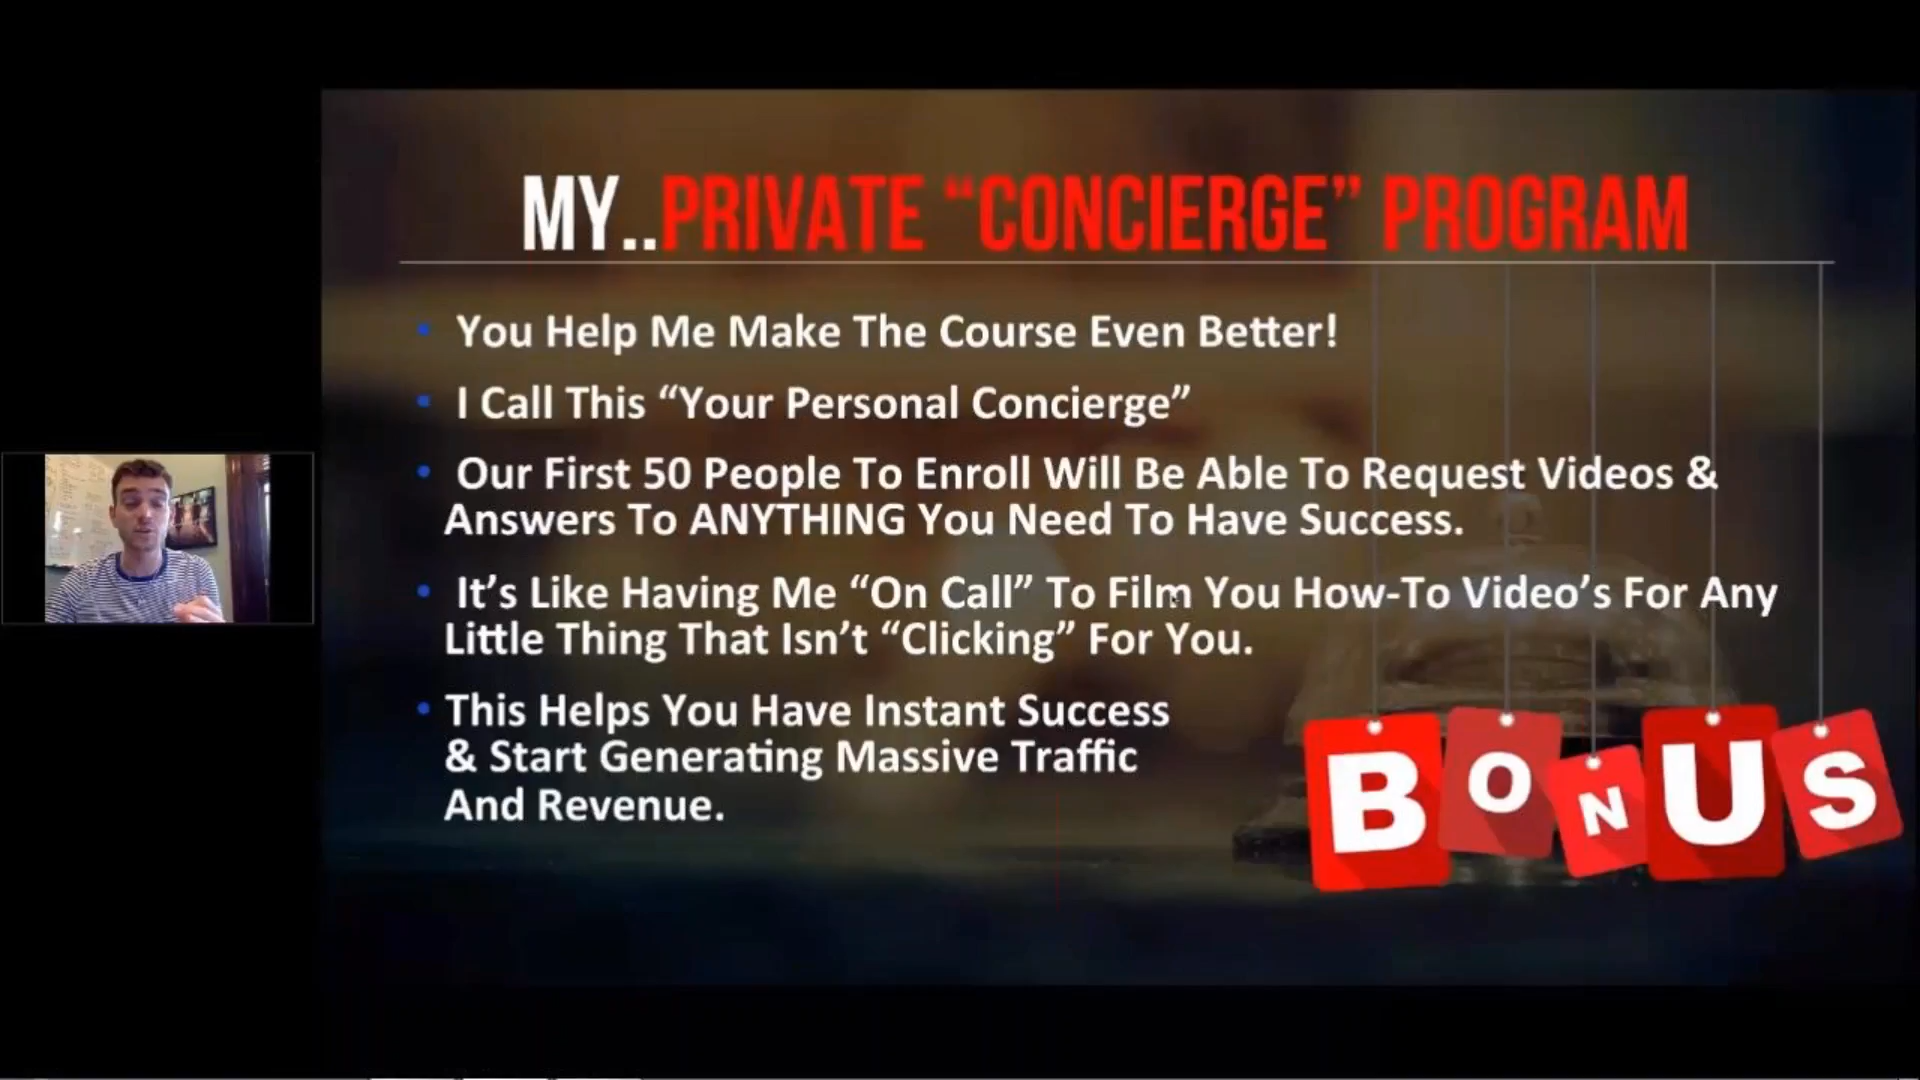 MY..PRIVATE “CONCIERGE” PROGRAM
You Help Me Make The Course Even Better!
I Call This “Your Personal Concierge”
Our First 50 People To Enroll Will Be Able To Request Videos &
Answers To ANYTHING You Need To Have Success.
It’s Like Having Me “On Call” To Film You How-To Video’s For Any
Little Thing That Isn’t “Clicking” For You.
This Helps You Have Instant Success
& Start Generating Massive Traffic
And Revenue.
BONUS